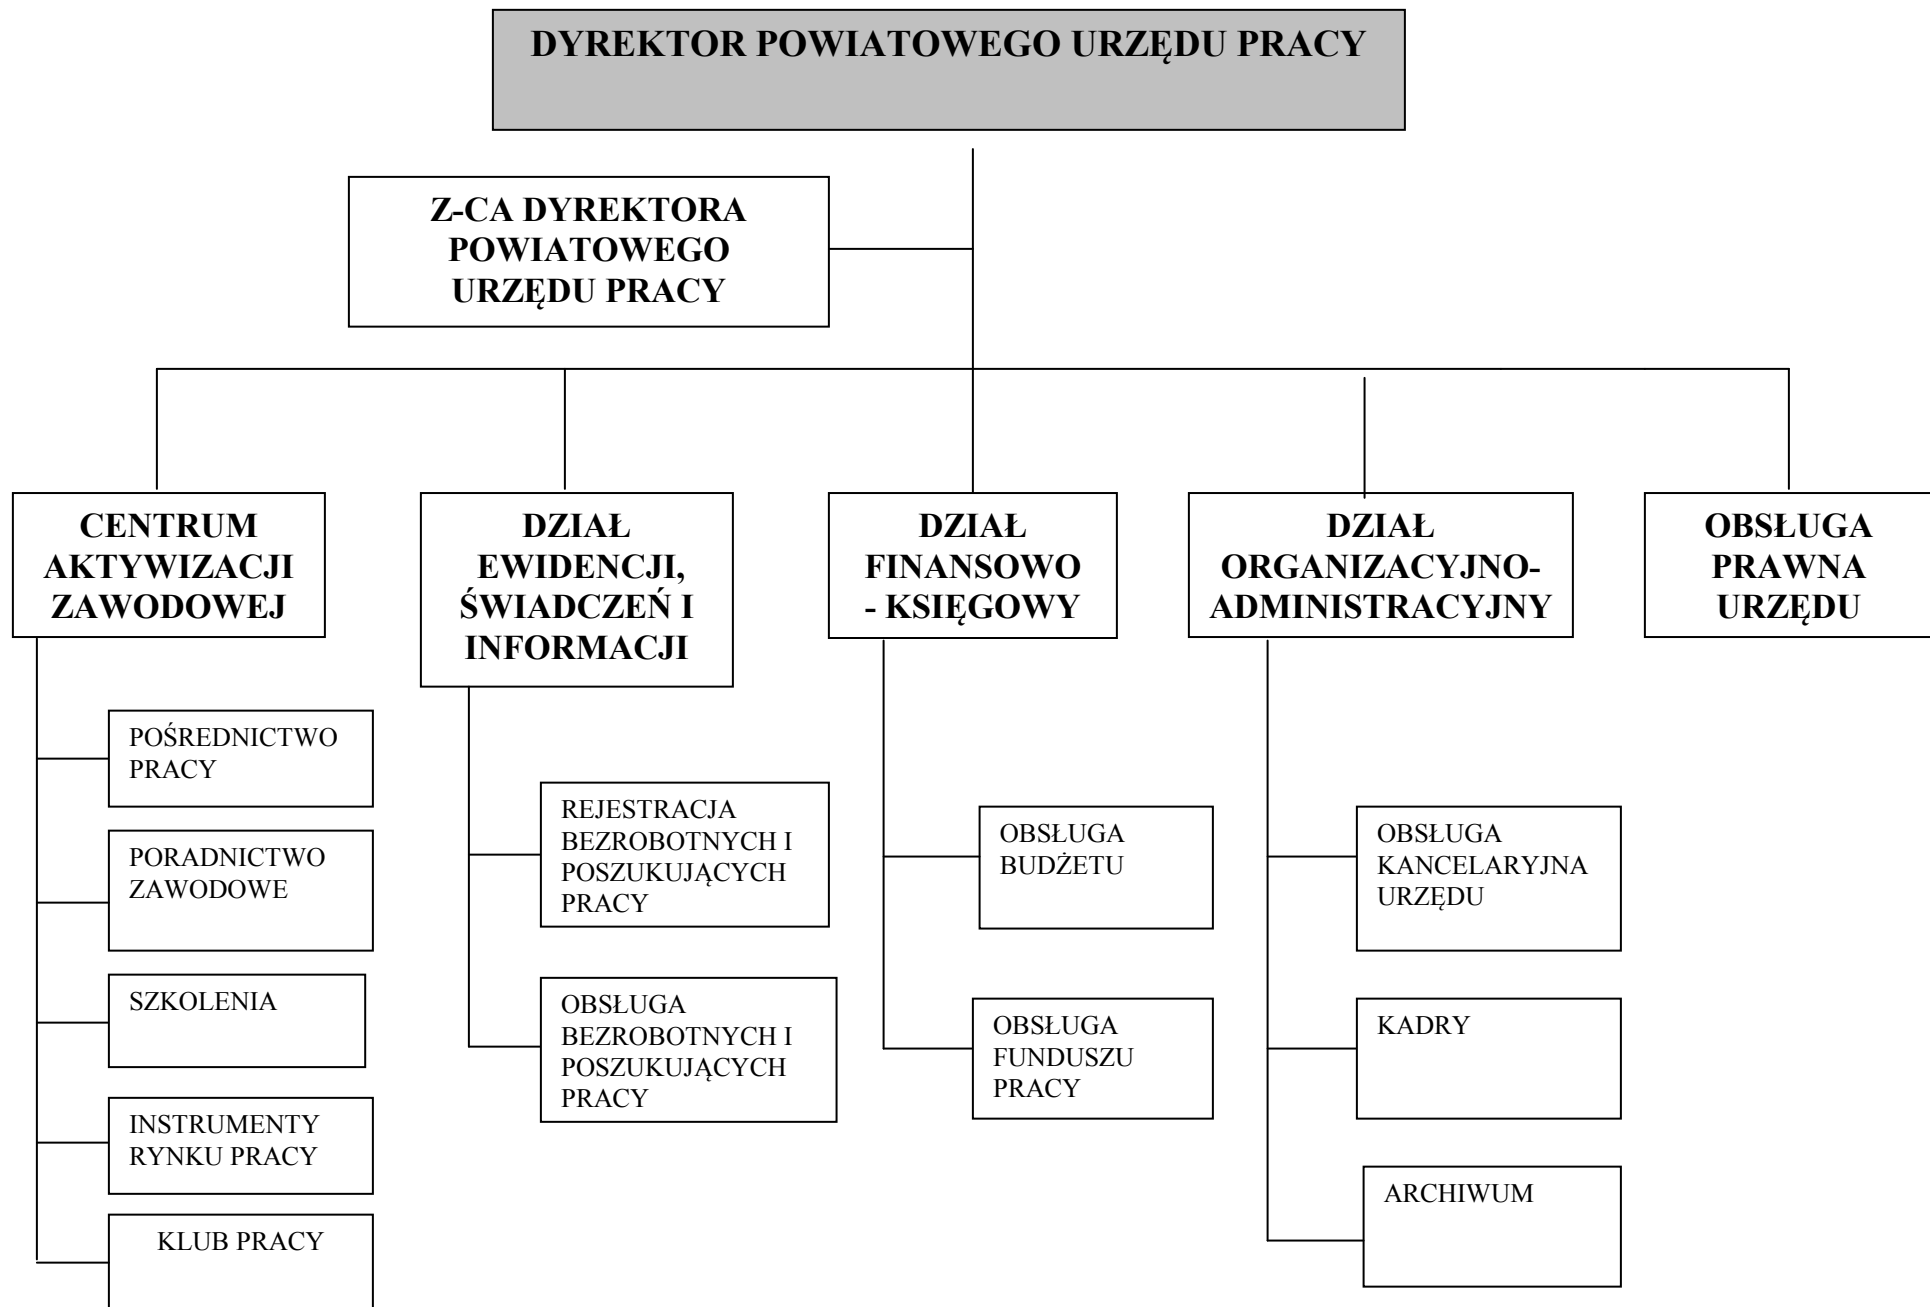 DYREKTOR POWIATOWEGO URZĘDU PRACY
Z-CA DYREKTORA
POWIATOWEGO
URZĘDU PRACY
CENTRUM
AKTYWIZACJI
ZAWODOWEJ
DZIAŁ
EWIDENCJI,
ŚWIADCZEŃ I
INFORMACJI
DZIAŁ
FINANSOWO
- KSIĘGOWY
DZIAŁ
ORGANIZACYJNO-
ADMINISTRACYJNY
OBSŁUGA
PRAWNA
URZĘDU
POŚREDNICTWO
PRACY
PORADNICTWO
ZAWODOWE
SZKOLENIA
INSTRUMENTY
RYNKU PRACY
KLUB PRACY
REJESTRACJA
BEZROBOTNYCH I
POSZUKUJĄCYCH
PRACY
OBSŁUGA
BEZROBOTNYCH I
POSZUKUJĄCYCH
PRACY
OBSŁUGA
BUDŻETU
OBSŁUGA
FUNDUSZU
PRACY
OBSŁUGA
KANCELARYJNA
URZĘDU
KADRY
ARCHIWUM